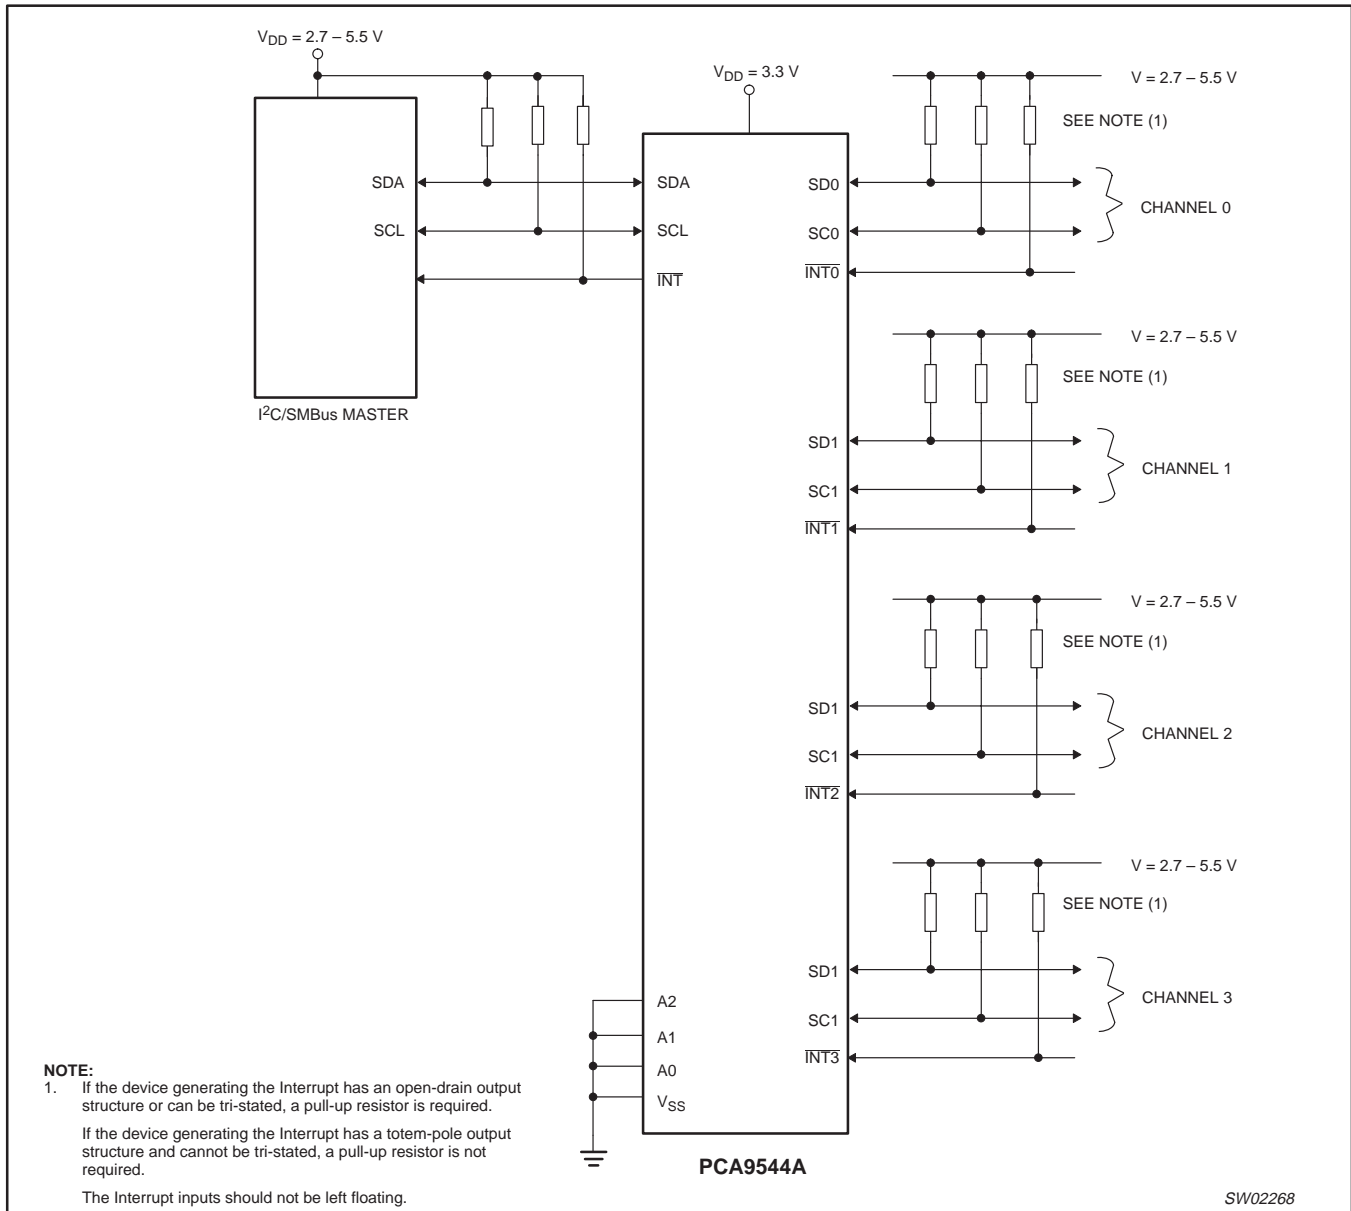 V_DD = 2.7 – 5.5 V
V_DD = 3.3 V
SDA
SCL
I²C/SMBus MASTER
SDA
SCL
INT
A2
A1
A0
V_SS
PCA9544A
V = 2.7 – 5.5 V
SEE NOTE (1)
SD0
SC0
INT0
CHANNEL 0
V = 2.7 – 5.5 V
SEE NOTE (1)
SD1
SC1
INT1
CHANNEL 1
V = 2.7 – 5.5 V
SEE NOTE (1)
SD1
SC1
INT2
CHANNEL 2
V = 2.7 – 5.5 V
SEE NOTE (1)
SD1
SC1
INT3
CHANNEL 3
NOTE:
1. If the device generating the Interrupt has an open-drain output
structure or can be tri-stated, a pull-up resistor is required.
If the device generating the Interrupt has a totem-pole output
structure and cannot be tri-stated, a pull-up resistor is not
required.
The Interrupt inputs should not be left floating.
SW02268